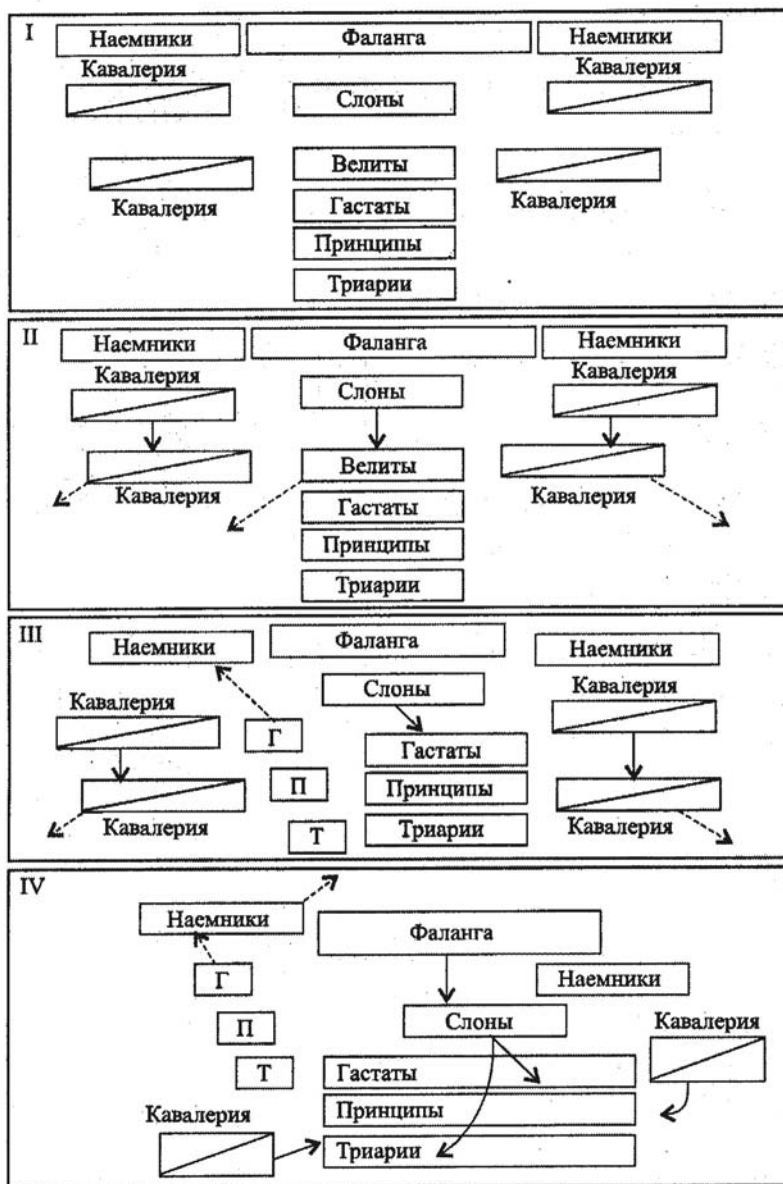 I
Наемники Фаланга Наемники
Кавалерия Кавалерия
Слоны
Велиты
Кавалерия Кавалерия
Гастаты
Принципы
Триарии
II
Наемники Фаланга Наемники
Кавалерия Кавалерия
Слоны
Велиты
Кавалерия Кавалерия
Гастаты
Принципы
Триарии
III
Наемники Фаланга Наемники
Слоны
Кавалерия Кавалерия
Г
Гастаты
П Принципы
Кавалерия Т Триарии Кавалерия
IV
Наемники
Фаланга
Г Наемники
П Слоны Кавалерия
Т Гастаты
Принципы
Кавалерия
Триарии